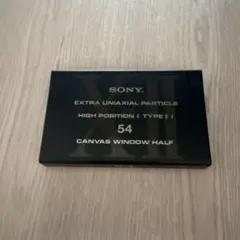 SONY
EXTRA UNIAXIAL PARTICLE
HIGH POSITION [ TYPE II ]
54
CANVAS WINDOW HALF